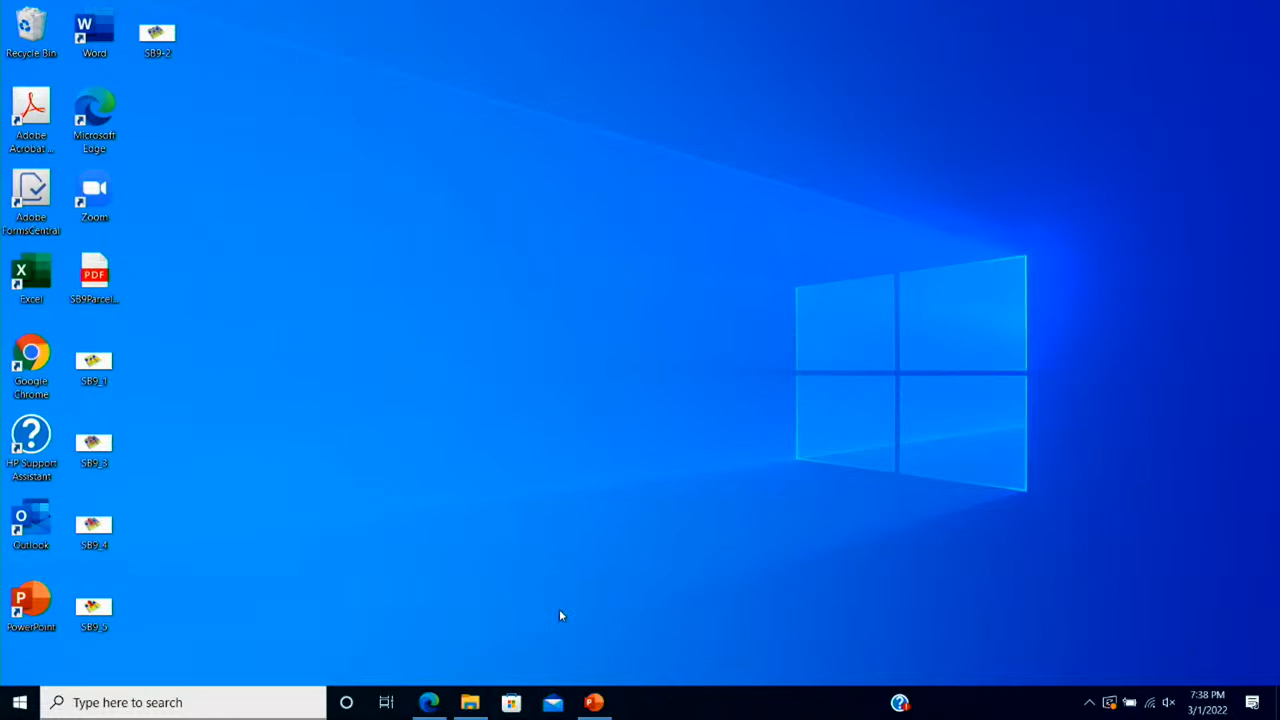 Recycle Bin
Word
SB9-2
Adobe
Acrobat ...
Microsoft
Edge
Adobe
FormsCentral
Zoom
Excel
PDF
SB9Parcel...
Google
Chrome
SB9_1
HP Support
Assistant
SB9_3
Outlook
SB9_4
PowerPoint
SB9_5
Type here to search
7:38 PM
3/1/2022